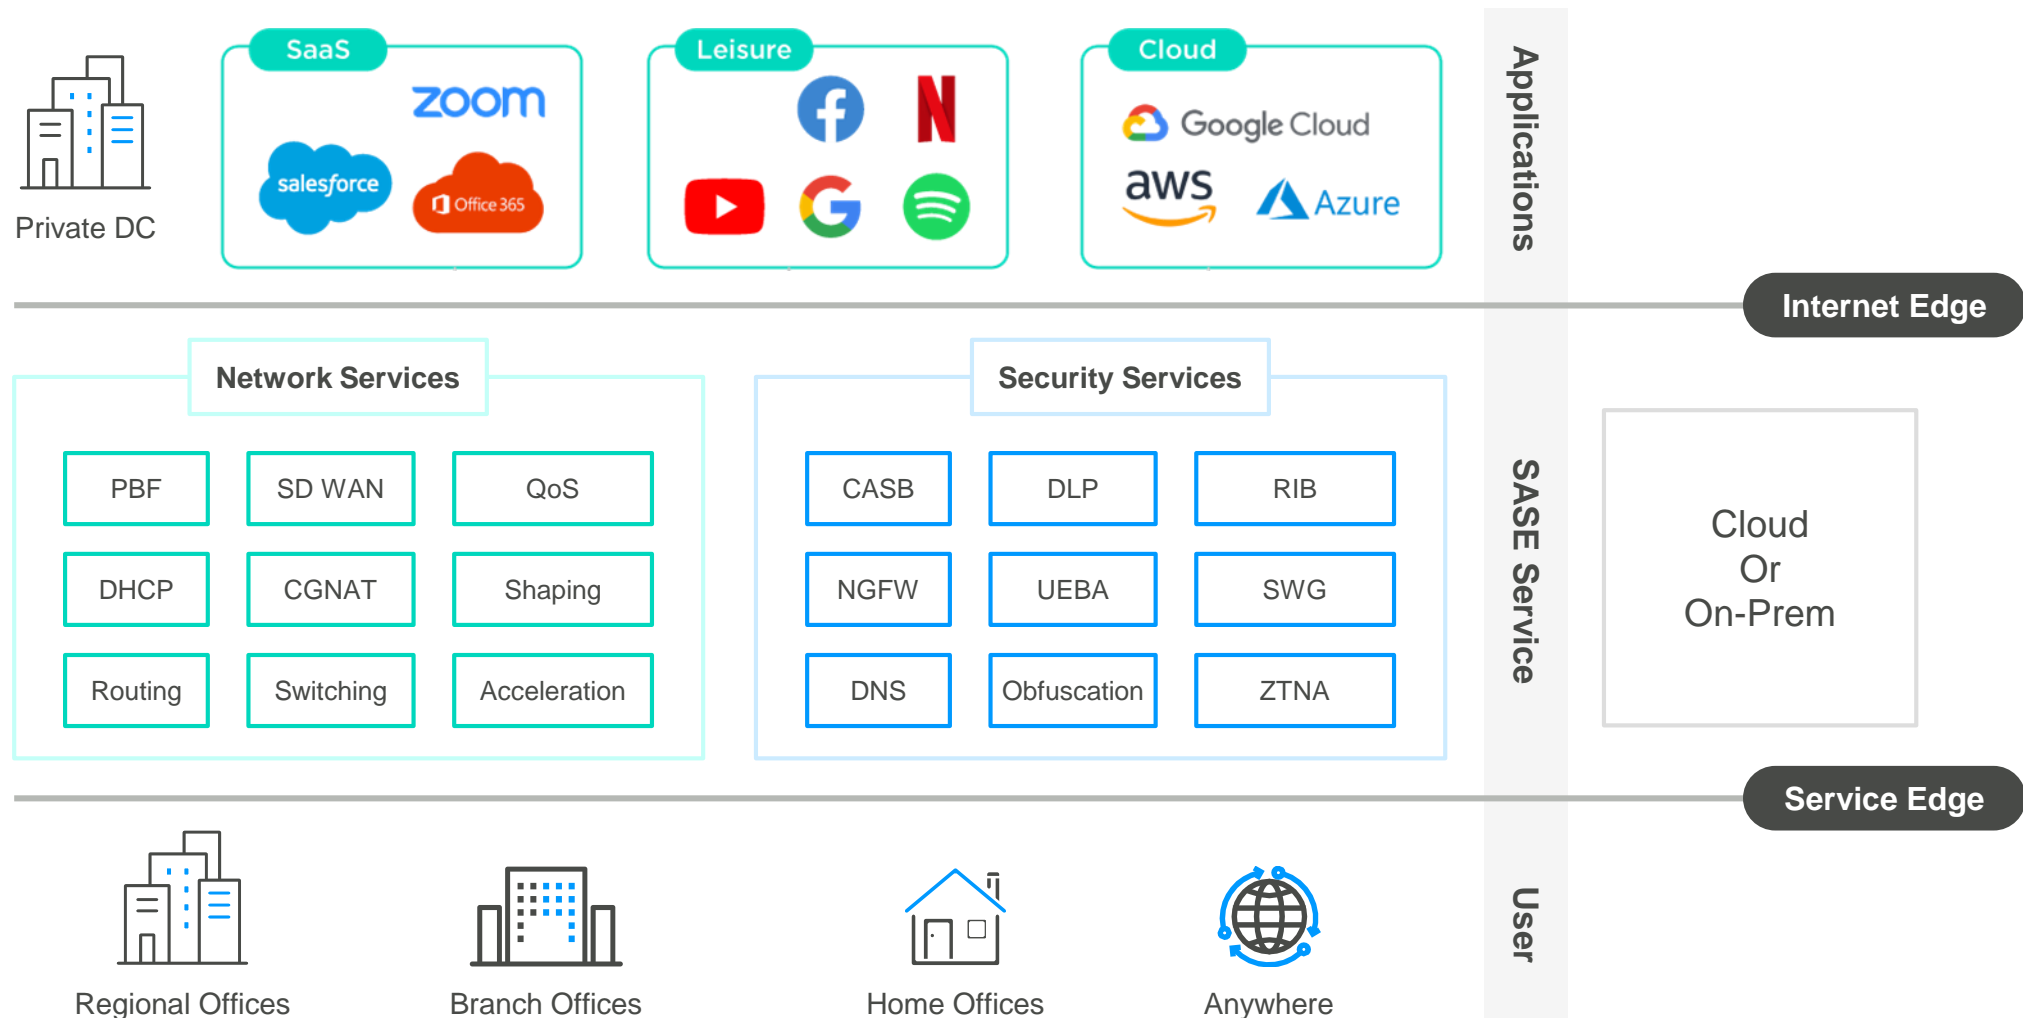 SaaS
zoom
salesforce
Office 365
Private DC
Leisure
Cloud
Google Cloud
aws
Azure
Applications
Internet Edge
Network Services
PBF
SD WAN
QoS
DHCP
CGNAT
Shaping
Routing
Switching
Acceleration
Security Services
CASB
DLP
RIB
NGFW
UEBA
SWG
DNS
Obfuscation
ZTNA
SASE Service
Cloud
Or
On-Prem
Service Edge
Regional Offices
Branch Offices
Home Offices
Anywhere
User